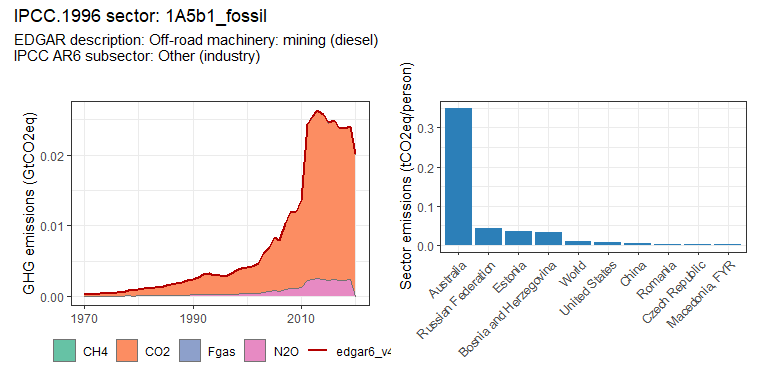 IPCC.1996 sector: 1A5b1_fossil
EDGAR description: Off-road machinery: mining (diesel)
IPCC AR6 subsector: Other (industry)
GHG emissions (GtCO2eq)
0.02
0.01
0.00
1970
1990
2010
CH4
CO2
Fgas
N2O
edgar6_v4
Sector emissions (tCO2eq/person)
0.3
0.2
0.1
0.0
Australia
Russian Federation
Estonia
Bosnia and Herzegovina
World
United States
China
Romania
Czech Republic
Macedonia, FYR